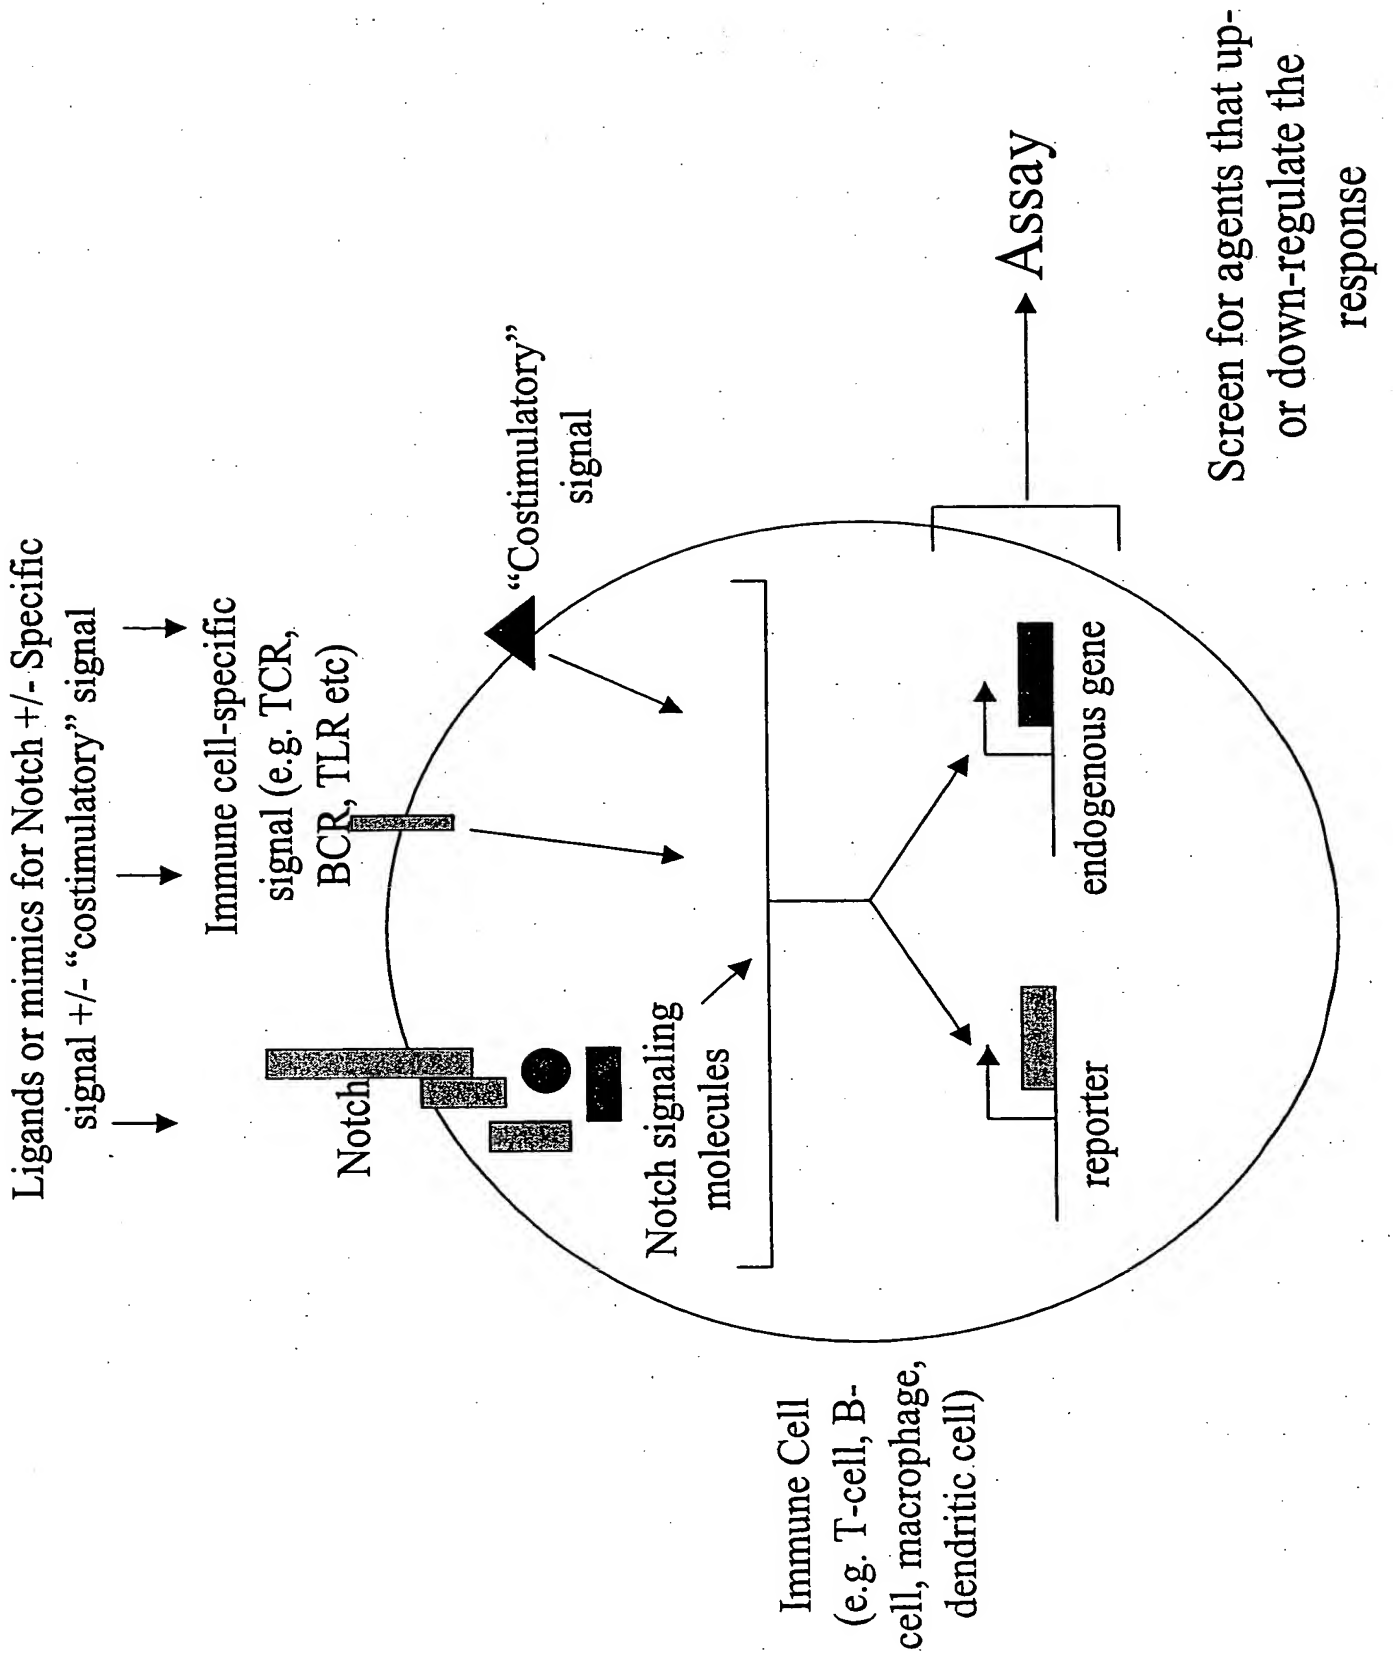 Ligands or mimics for Notch +/- Specific
signal +/- “costimulatory” signal
Immune cell-specific
signal (e.g. TCR,
BCR, TLR etc)
Notch
“Costimulatory”
signal
Notch signaling
molecules
Immune Cell
(e.g. T-cell, B-
cell, macrophage,
dendritic cell)
reporter
endogenous gene
Assay
Screen for agents that up-
or down-regulate the
response